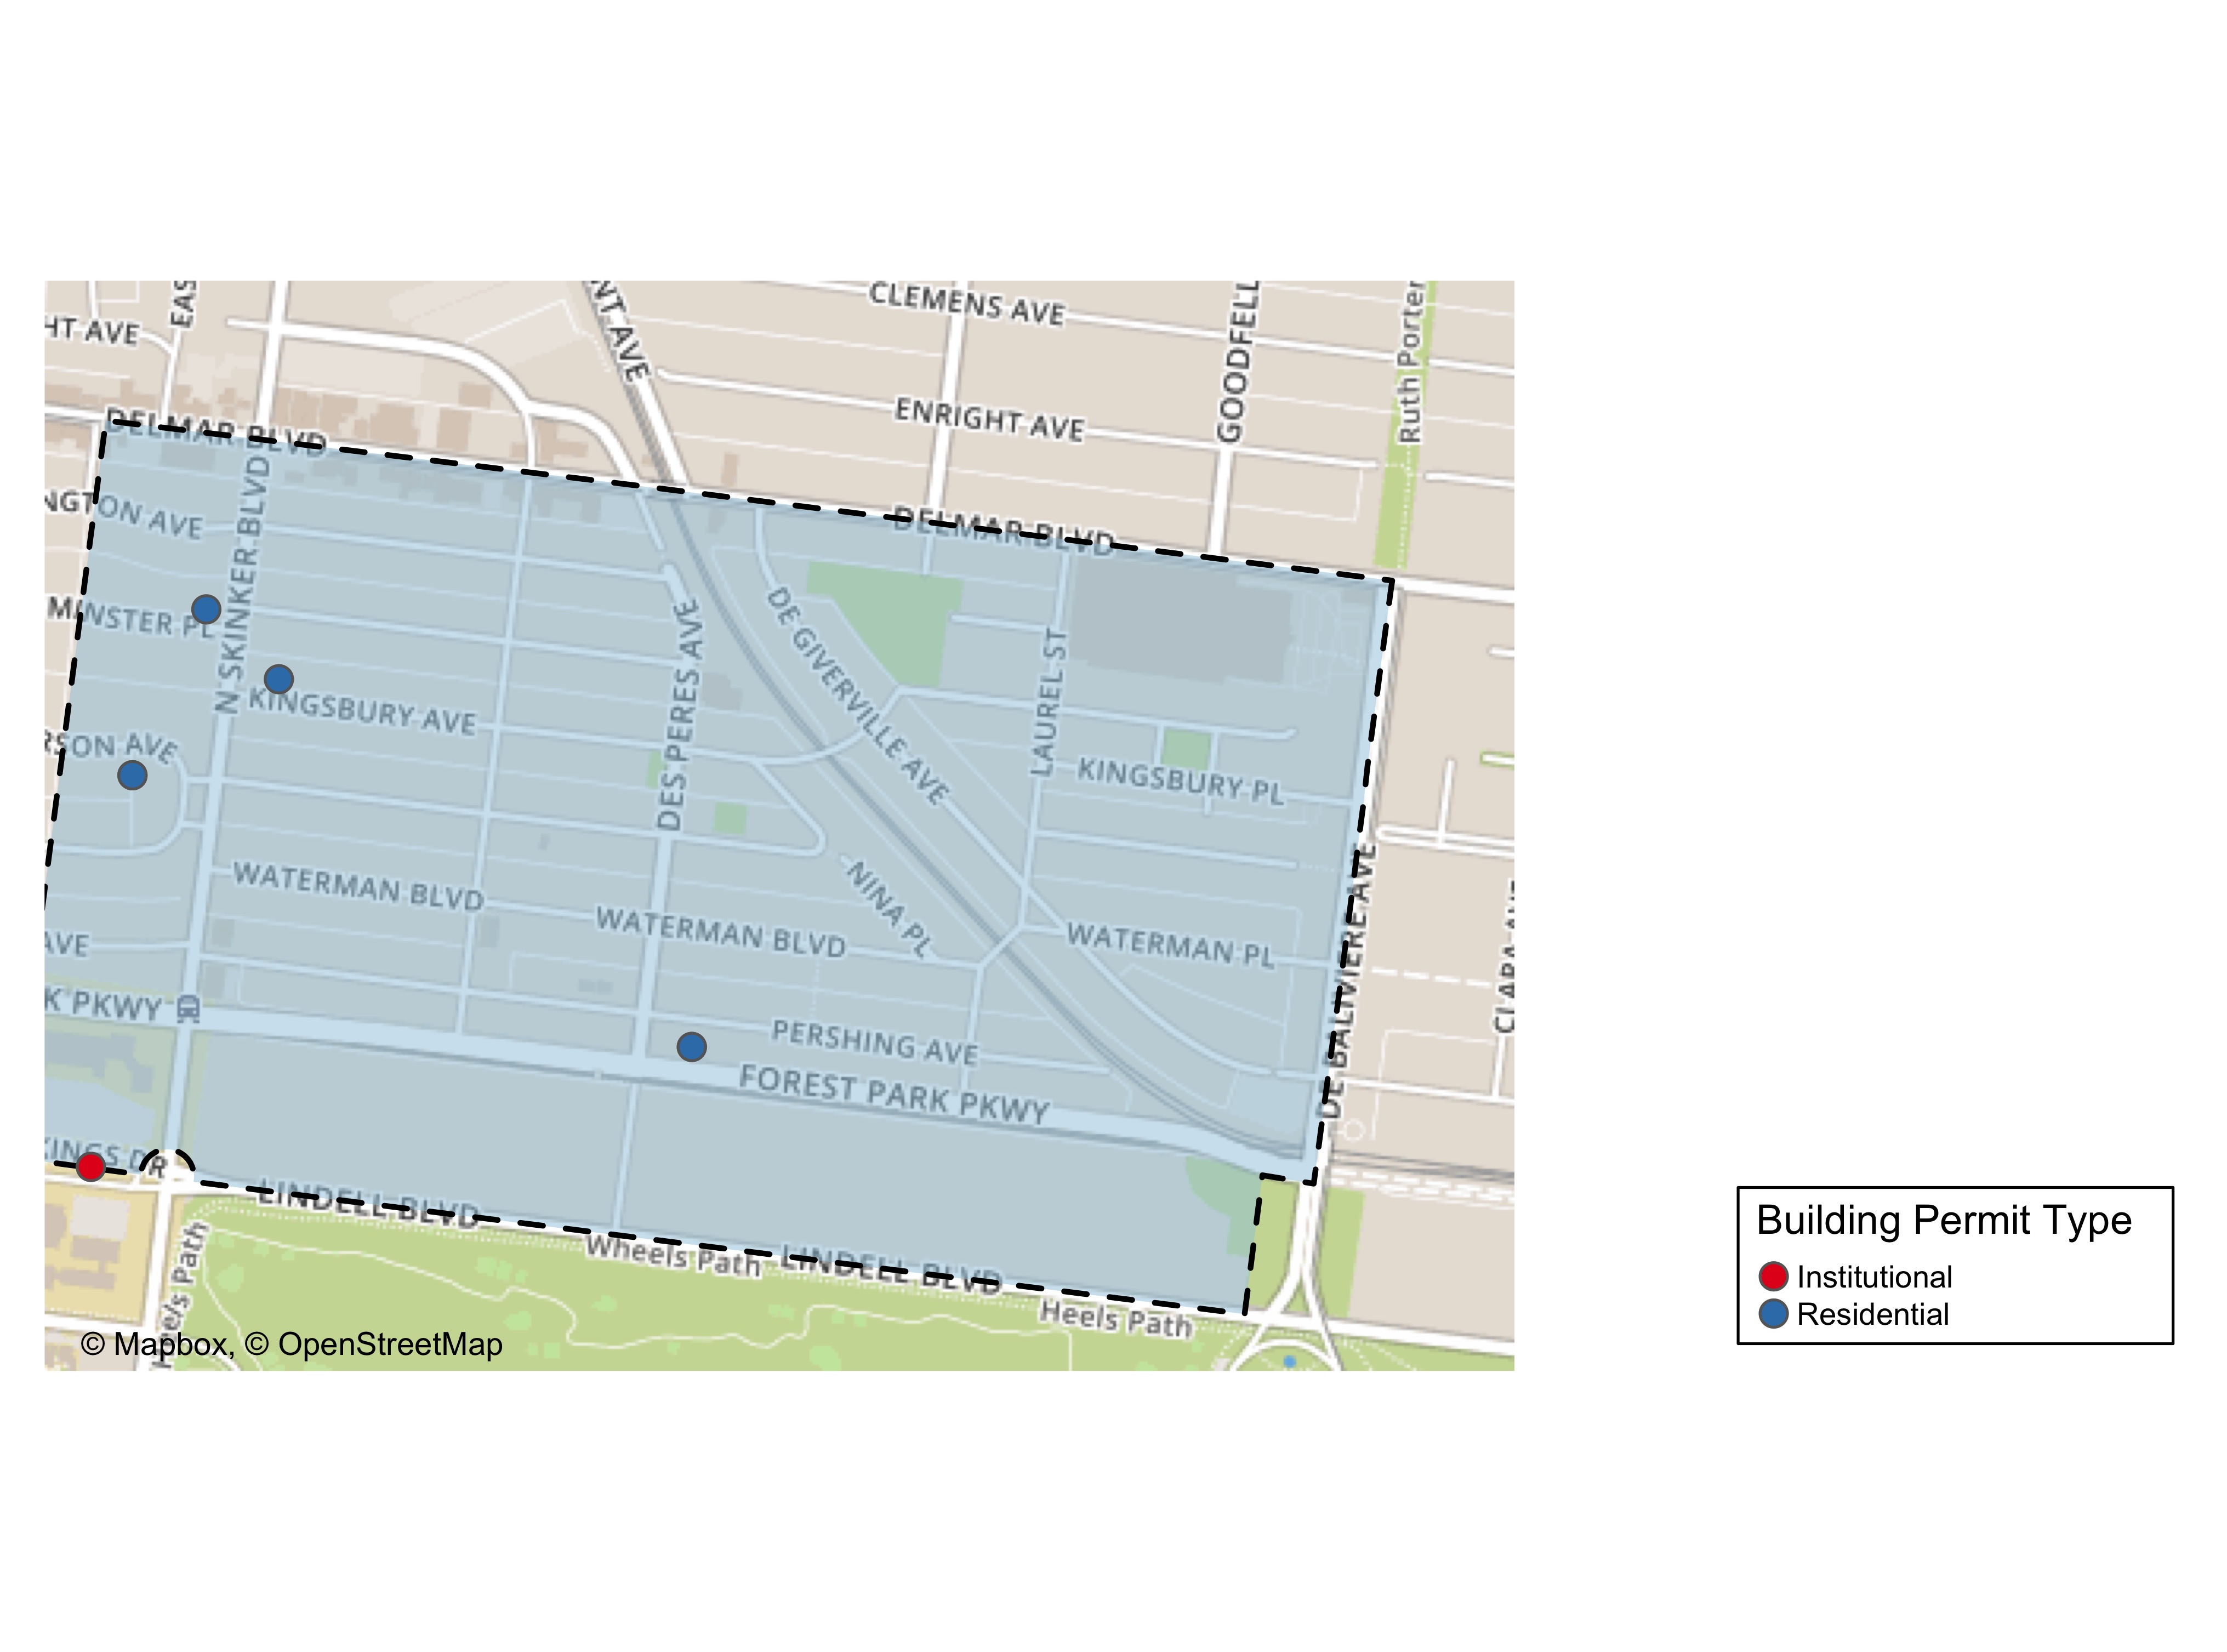 EAS
NT AVE
CLEMENS AVE
GOODFELL
Ruth Porter
HT AVE
ENRIGHT AVE
DELMAR BLVD
DELMAR BLVD
NGTON AVE
N SKINKER BLVD
MINSTER PL
DES PERES AVE
DE GIVERVILLE AVE
LAUREL ST
KINGSBURY AVE
RSON AVE
KINGSBURY PL
WATERMAN BLVD
WATERMAN BLVD
NINA PL
WATERMAN PL
DE BALIVIERE AVE
CLARA AVE
AVE
K PKWY
PERSHING AVE
FOREST PARK PKWY
KINGS DR
LINDELL BLVD
Wheels Path
LINDELL BLVD
Heels Path
Heels Path
© Mapbox, © OpenStreetMap
Building Permit Type
Institutional
Residential